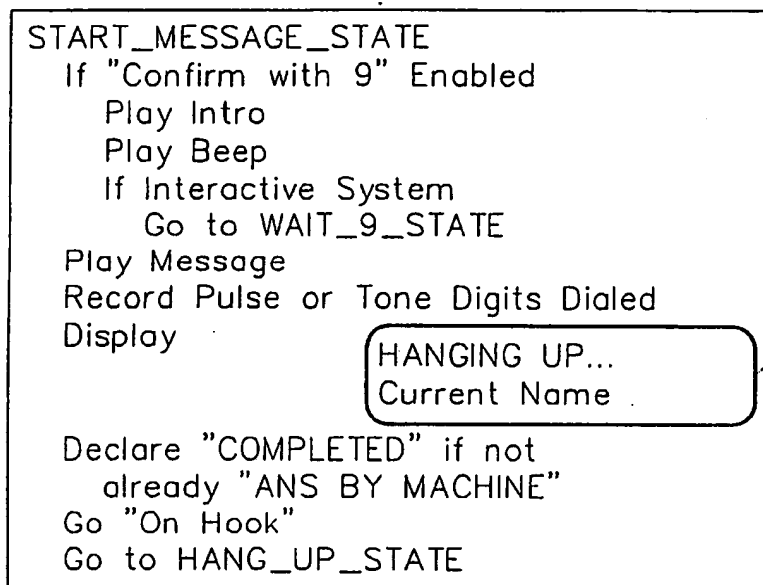 START_MESSAGE_STATE
If "Confirm with 9" Enabled
Play Intro
Play Beep
If Interactive System
Go to WAIT_9_STATE
Play Message
Record Pulse or Tone Digits Dialed
Display
HANGING UP...
Current Name
Declare "COMPLETED" if not
already "ANS BY MACHINE"
Go "On Hook"
Go to HANG_UP_STATE